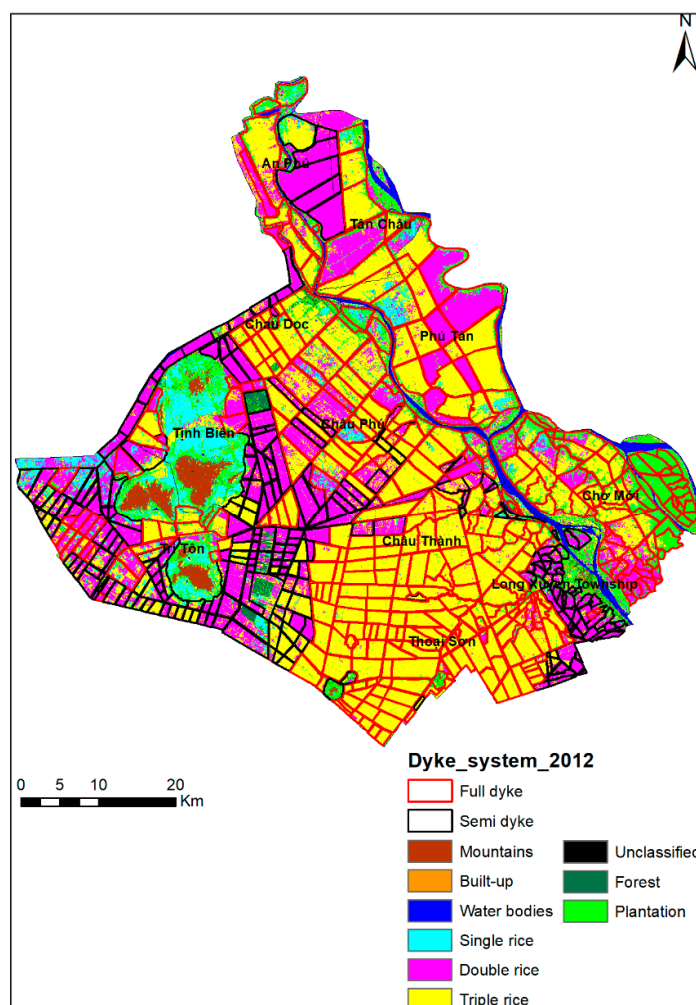 N
An Phú
Tân Châu
Châu Doc
Phú Tân
Châu Phú
Tịnh Biên
Chợ Mới
Châu Thành
Tri Tôn
Long Xuyên Township
Thoại Sơn
Dyke_system_2012
0 5 10 20
Km
Full dyke
Semi dyke
Mountains
Unclassified
Built-up
Forest
Water bodies
Plantation
Single rice
Double rice
Triple rice